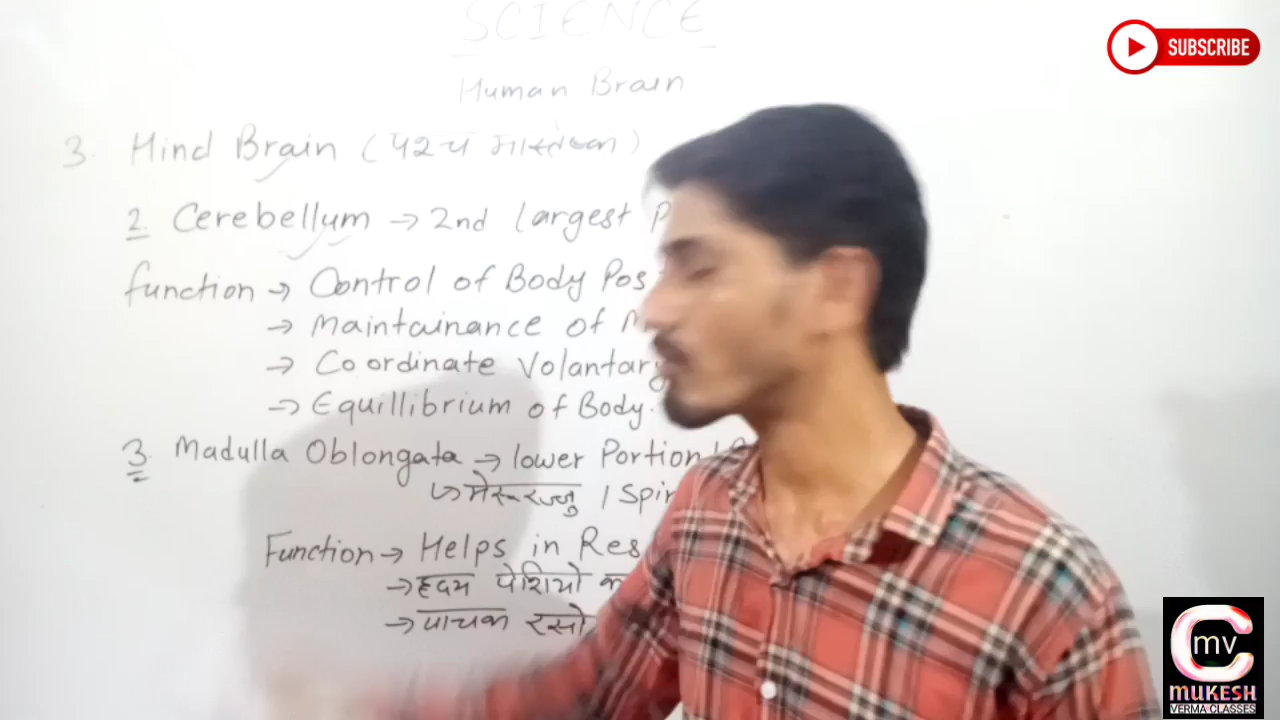 SCIENCE
SUBSCRIBE
Human Brain
3. Hind Brain (पश्च मास्तिष्क)
2. Cerebellum → 2nd largest P
function → Control of Body Pos
→ Maintainance of M
→ Coordinate Volantary
→ Equillibrium of Body.
3. Madulla Oblongata → lower Portion
↳ मेरूरज्जु / Spin
Function → Helps in Res
→ हृदय पेशियो क
→ पाचक रसो
C mv
MUKESH
VERMA CLASSES